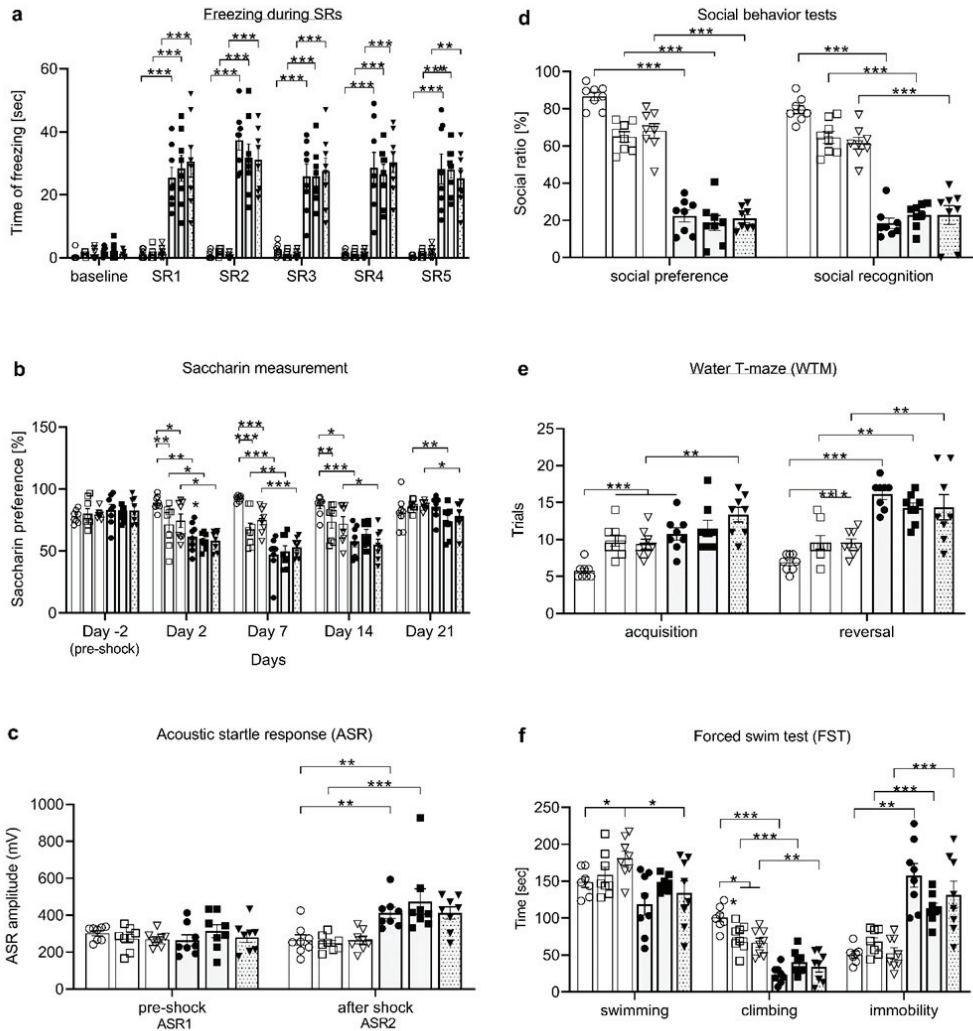 a
Freezing during SRs
*** *** *** *** **
*** *** *** *** ***
*** *** *** *** ***
Time of freezing [sec]
60
40
20
0
baseline SR1 SR2 SR3 SR4 SR5
d
Social behavior tests
***
*** ***
*** ***
***
Social ratio [%]
100
80
60
40
20
0
social preference social recognition
b
Saccharin measurement
Saccharin preference [%]
150
100
50
0
* *** * **
** *** ** *
** *** ***
* ** *
* ***
*
Day -2 Day 2 Day 7 Day 14 Day 21
(pre-shock)
Days
e
Water T-maze (WTM)
**
** **
*** ***
Trials
25
20
15
10
5
acquisition reversal
c
Acoustic startle response (ASR)
**
***
**
ASR amplitude (mV)
1000
800
600
400
200
0
pre-shock after shock
ASR1 ASR2
f
Forced swim test (FST)
***
* * *** ***
*** **
**
*
*
Time [sec]
250
200
150
100
50
0
swimming climbing immobility